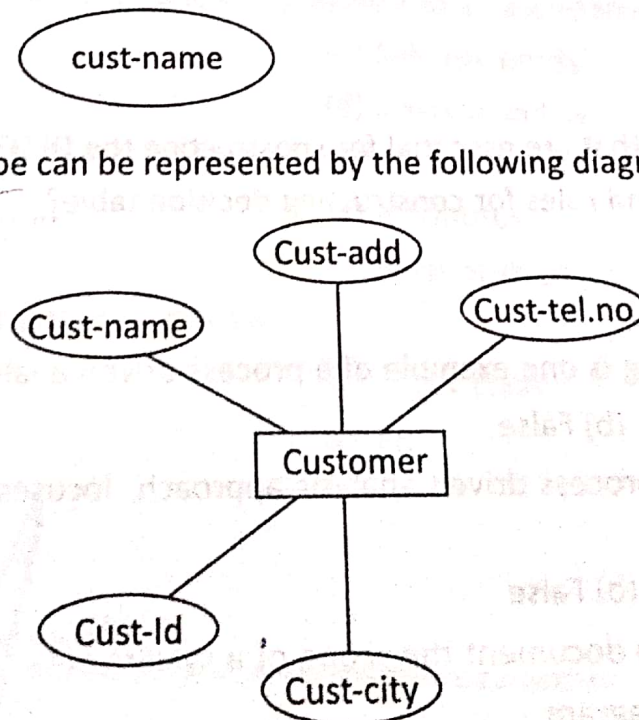 cust-name
be can be represented by the following diagr
Cust-add
Cust-name
Cust-tel.no
Customer
Cust-Id
Cust-city